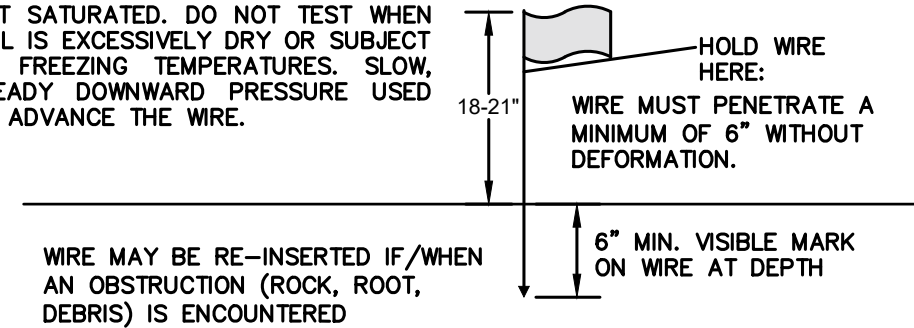 T SATURATED. DO NOT TEST WHEN
L IS EXCESSIVELY DRY OR SUBJECT
FREEZING TEMPERATURES. SLOW,
EADY DOWNWARD PRESSURE USED
ADVANCE THE WIRE.
18-21"
HOLD WIRE
HERE:
WIRE MUST PENETRATE A
MINIMUM OF 6" WITHOUT
DEFORMATION.
6" MIN. VISIBLE MARK
ON WIRE AT DEPTH
WIRE MAY BE RE-INSERTED IF/WHEN
AN OBSTRUCTION (ROCK, ROOT,
DEBRIS) IS ENCOUNTERED